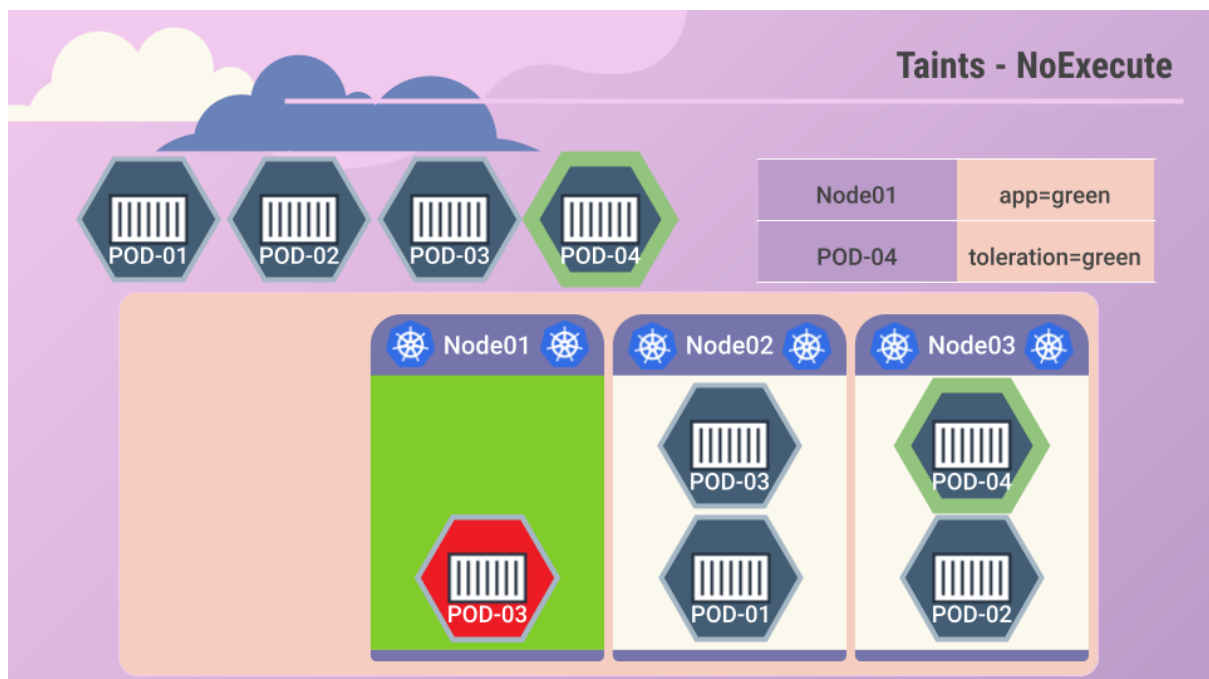 Taints - NoExecute
POD-01 POD-02 POD-03 POD-04
Node01 app=green
POD-04 toleration=green
Node01 Node02 Node03
POD-03 POD-04
POD-03 POD-01 POD-02